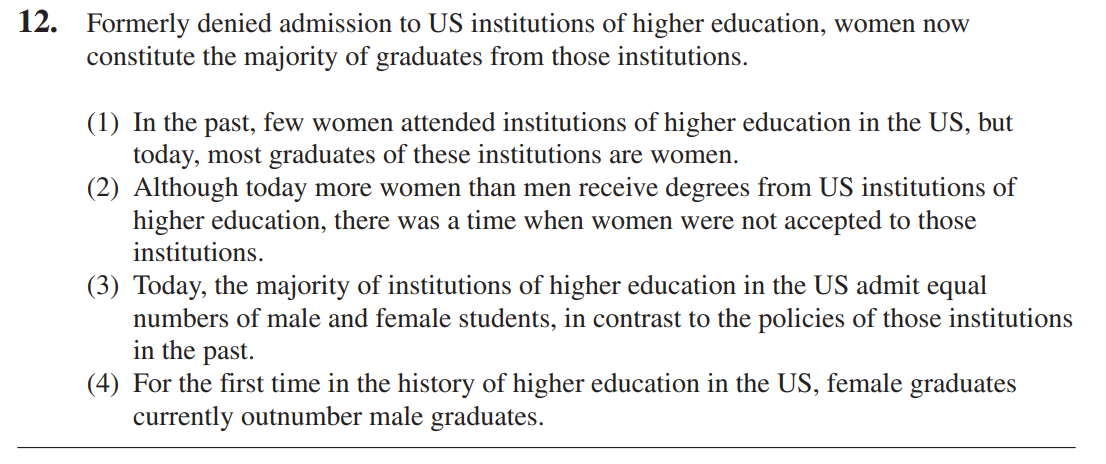 12. Formerly denied admission to US institutions of higher education, women now
constitute the majority of graduates from those institutions.
(1) In the past, few women attended institutions of higher education in the US, but
today, most graduates of these institutions are women.
(2) Although today more women than men receive degrees from US institutions of
higher education, there was a time when women were not accepted to those
institutions.
(3) Today, the majority of institutions of higher education in the US admit equal
numbers of male and female students, in contrast to the policies of those institutions
in the past.
(4) For the first time in the history of higher education in the US, female graduates
currently outnumber male graduates.